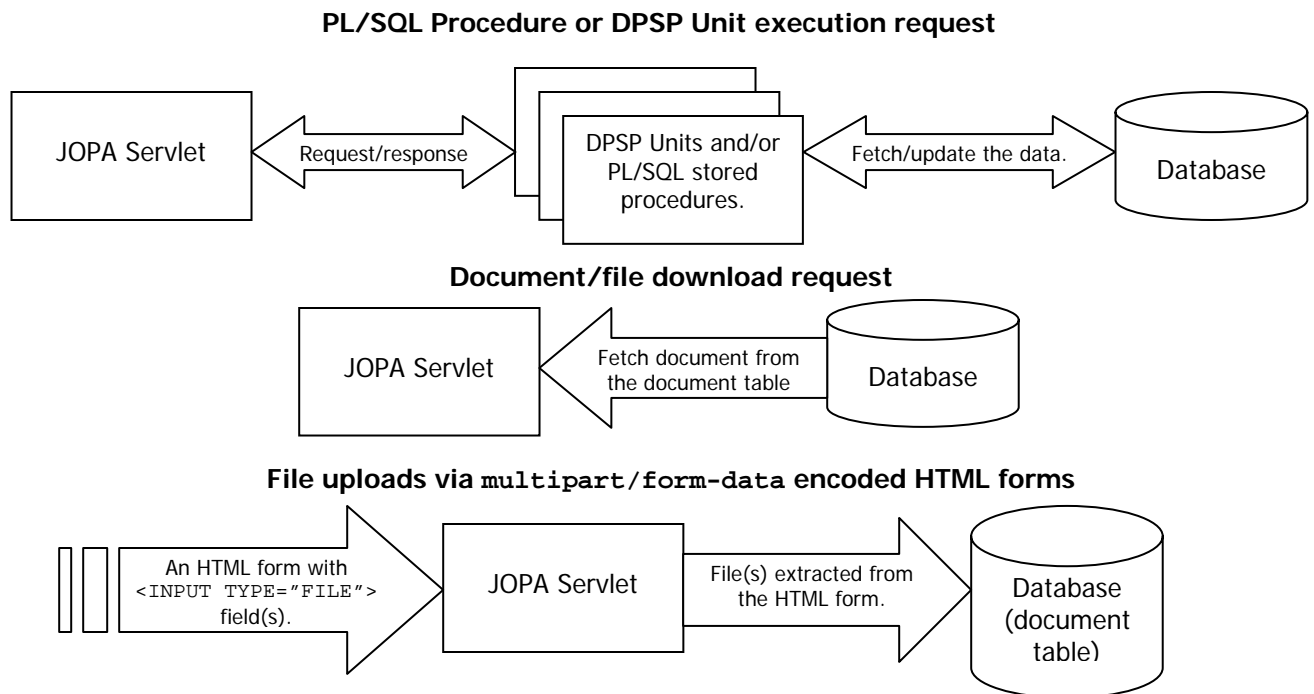 PL/SQL Procedure or DPSP Unit execution request
JOPA Servlet
Request/response
DPSP Units and/or
PL/SQL stored
procedures.
Fetch/update the data.
Database
Document/file download request
JOPA Servlet
Fetch document from
the document table
Database
File uploads via multipart/form-data encoded HTML forms
An HTML form with
<INPUT TYPE="FILE">
field(s).
JOPA Servlet
File(s) extracted from
the HTML form.
Database
(document
table)